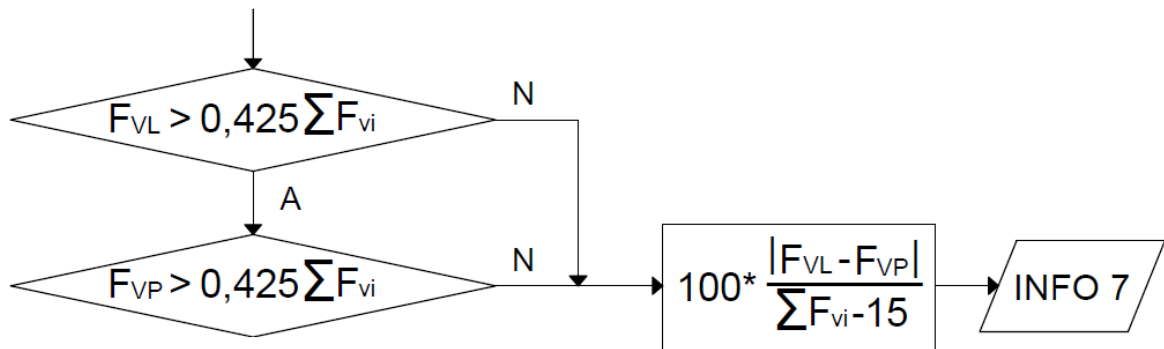 F_VL > 0,425 ∑F_vi
N
A
F_VP > 0,425 ∑F_vi
N
100* |F_VL - F_VP|
∑F_vi - 15
INFO 7